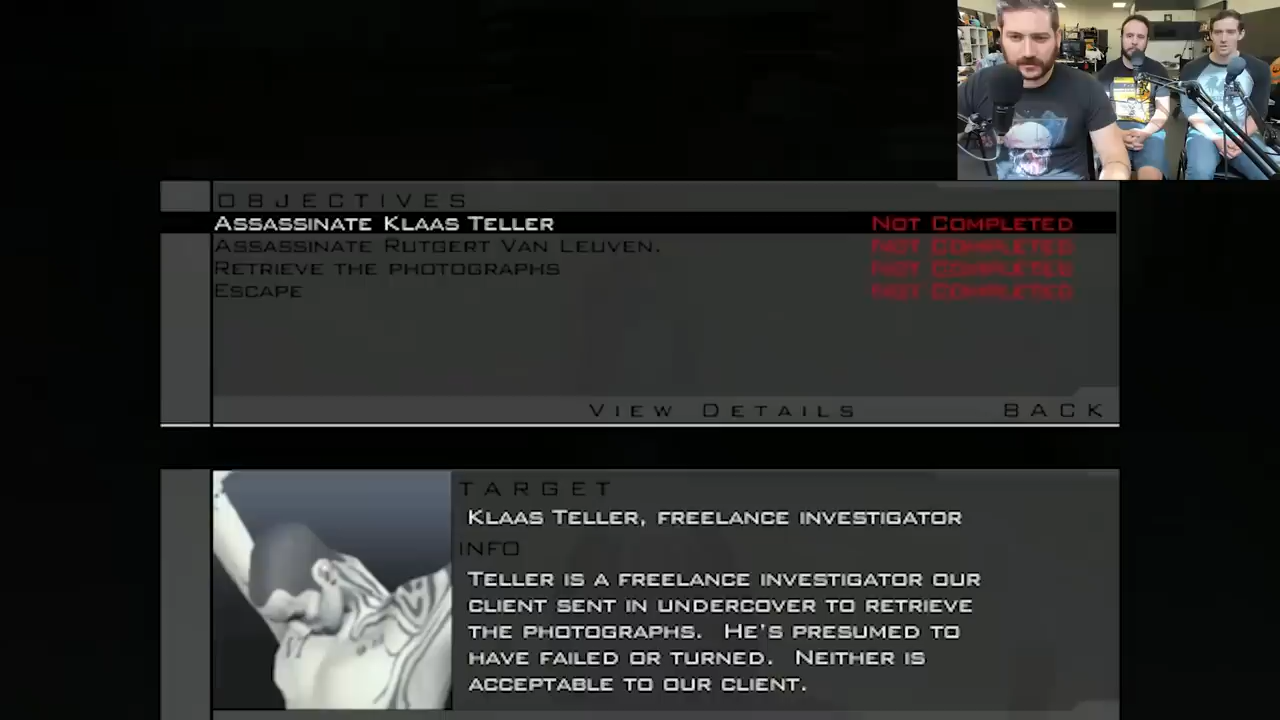 OBJECTIVES
ASSASSINATE KLAAS TELLER NOT COMPLETED
ASSASSINATE RUTGERT VAN LEUVEN. NOT COMPLETED
RETRIEVE THE PHOTOGRAPHS NOT COMPLETED
ESCAPE NOT COMPLETED
VIEW DETAILS BACK
TARGET
KLAAS TELLER, FREELANCE INVESTIGATOR
INFO
TELLER IS A FREELANCE INVESTIGATOR OUR
CLIENT SENT IN UNDERCOVER TO RETRIEVE
THE PHOTOGRAPHS. HE'S PRESUMED TO
HAVE FAILED OR TURNED. NEITHER IS
ACCEPTABLE TO OUR CLIENT.